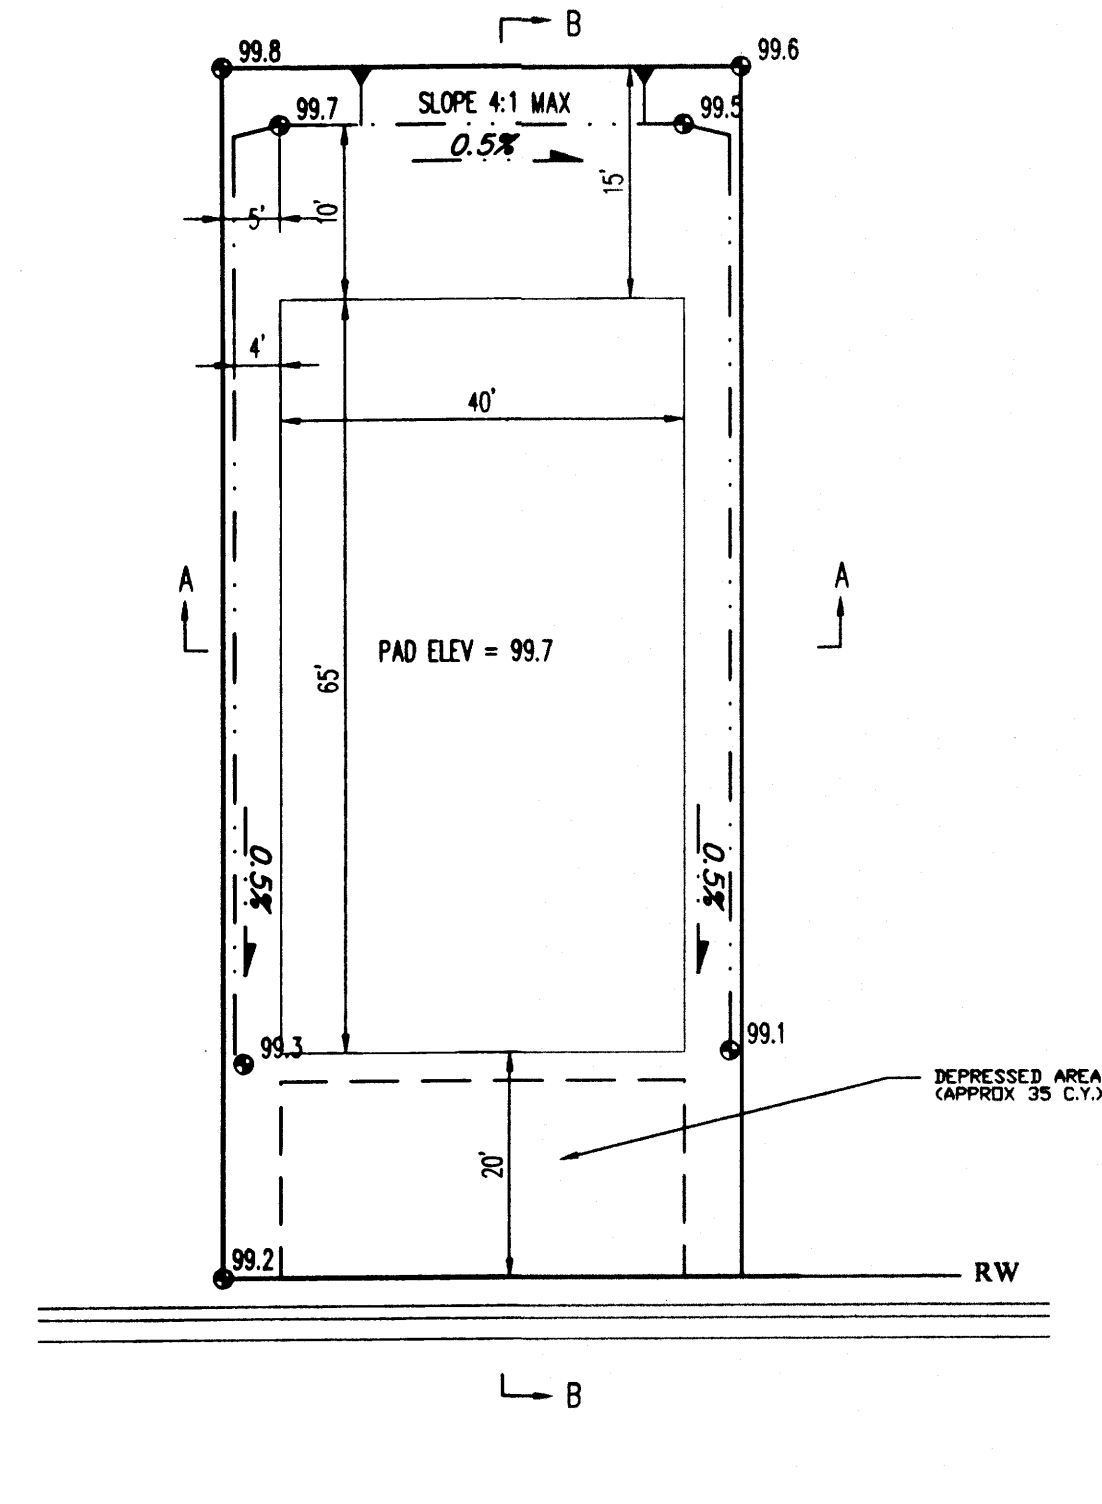 B
99.8
99.6
99.7
SLOPE 4:1 MAX
99.5
0.5%
15'
5'
10'
4'
40'
A
A
PAD ELEV = 99.7
65'
0.5%
0.5%
99.3
99.1
DEPRESSED AREA
(APPROX 35 C.Y.)
20'
99.2
RW
B